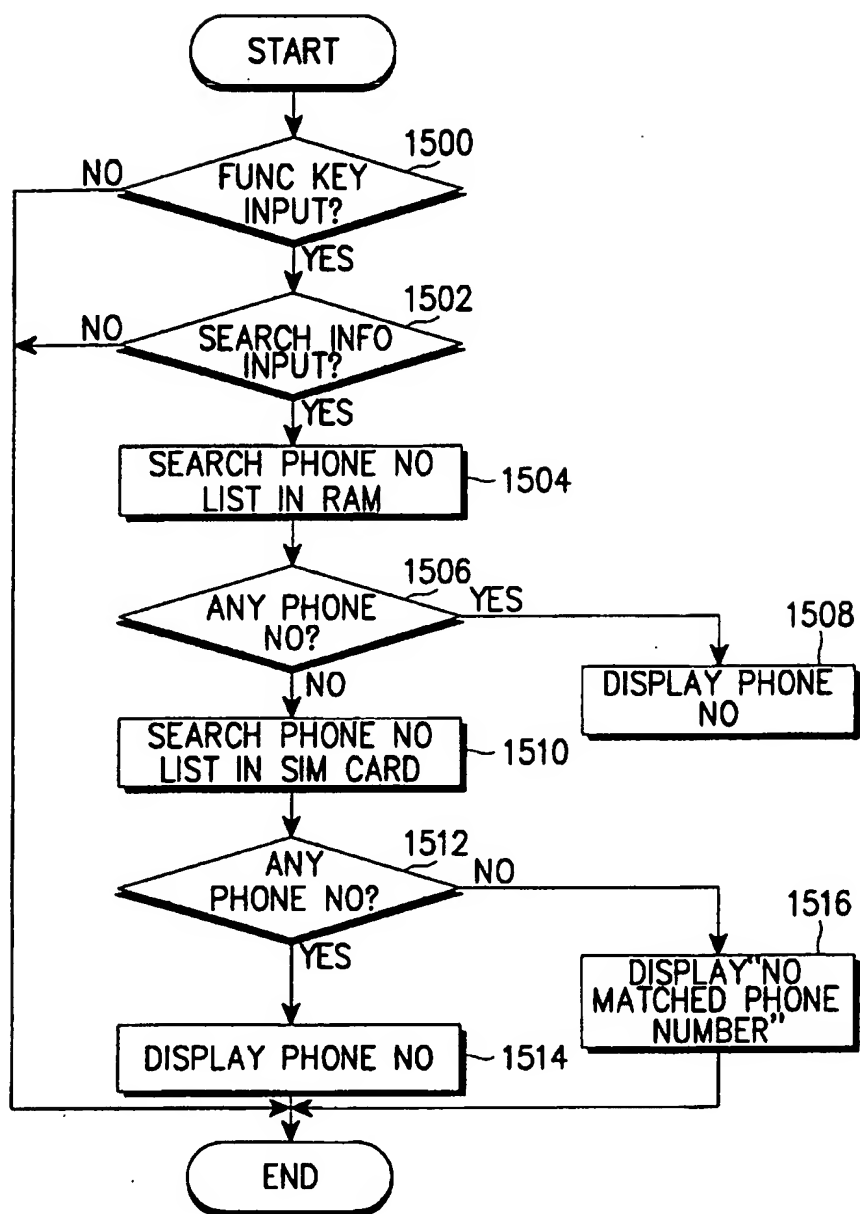 START
1500
NO
FUNC KEY
INPUT?
YES
1502
NO
SEARCH INFO
INPUT?
YES
SEARCH PHONE NO
LIST IN RAM
1504
1506
ANY PHONE
NO?
YES
1508
DISPLAY PHONE
NO
NO
SEARCH PHONE NO
LIST IN SIM CARD
1510
1512
ANY
PHONE NO?
NO
1516
YES
DISPLAY"NO
MATCHED PHONE
NUMBER"
DISPLAY PHONE NO
1514
END